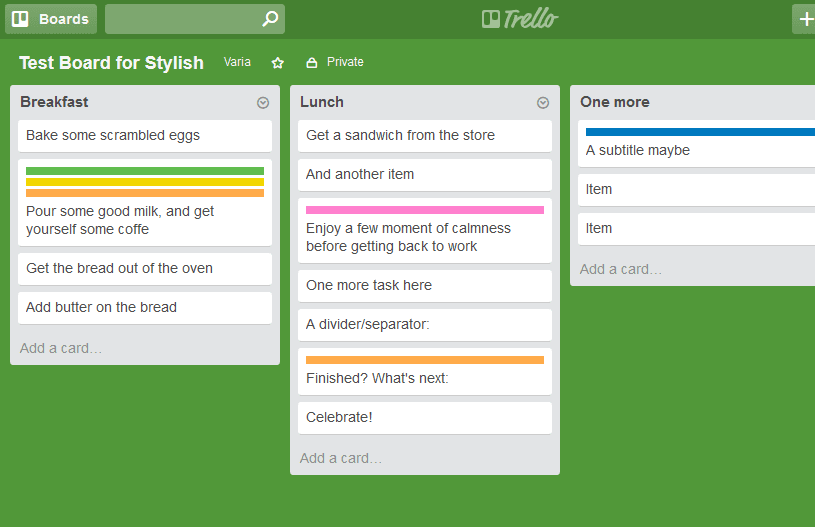 Boards
Trello
Test Board for Stylish Varia Private
Breakfast
Bake some scrambled eggs
Pour some good milk, and get
yourself some coffe
Get the bread out of the oven
Add butter on the bread
Add a card...
Lunch
Get a sandwich from the store
And another item
Enjoy a few moment of calmness
before getting back to work
One more task here
A divider/separator:
Finished? What's next:
Celebrate!
Add a card...
One more
A subtitle maybe
Item
Item
Add a card...